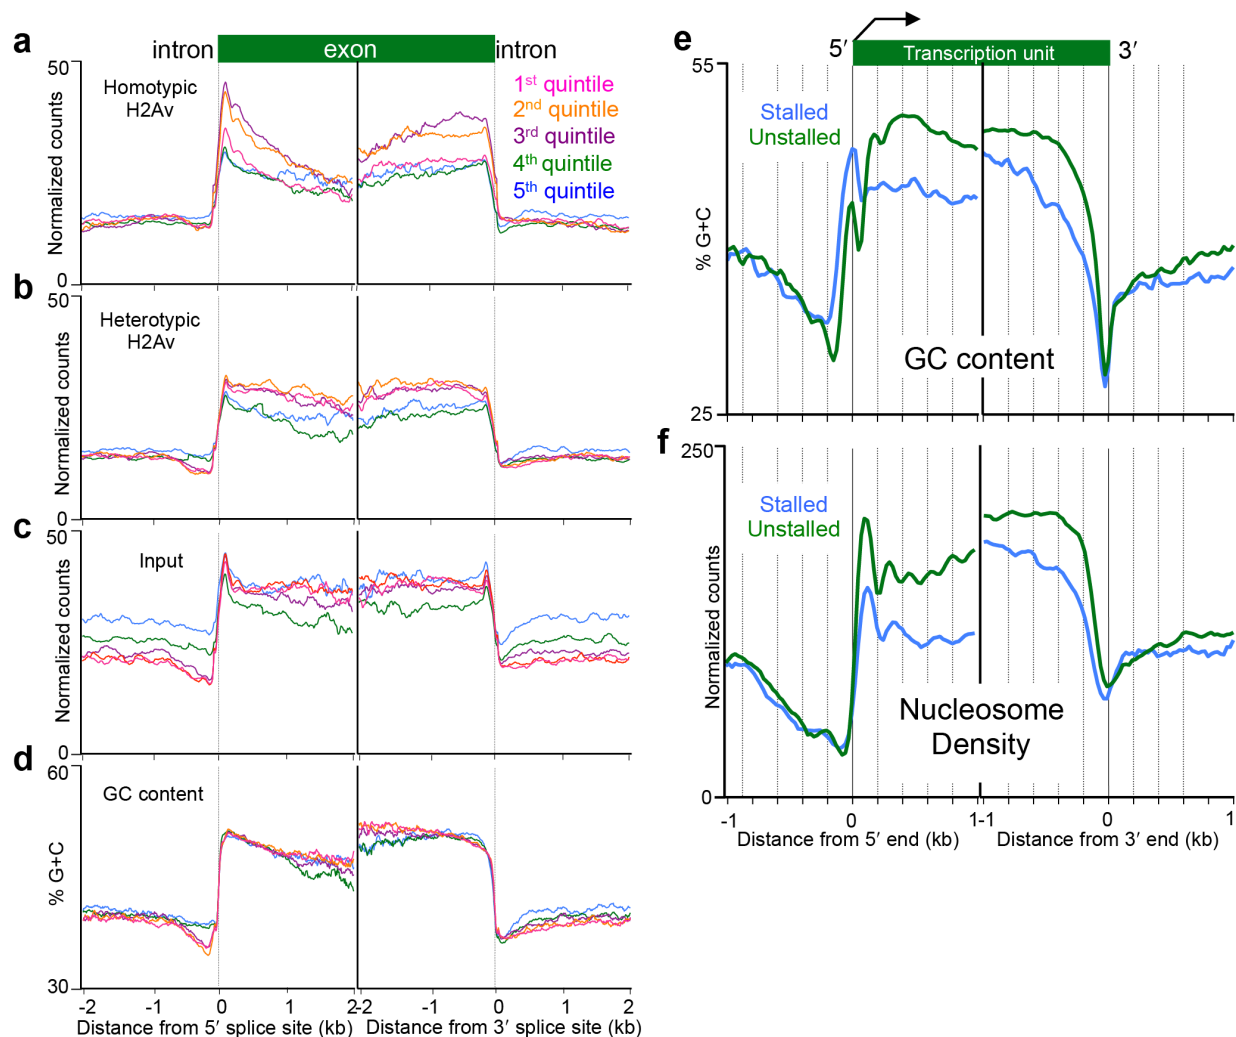 a
intron exon intron
50
Homotypic
H2Av
Normalized counts
0
1st quintile
2nd quintile
3rd quintile
4th quintile
5th quintile
b
50
Heterotypic
H2Av
Normalized counts
0
c
50
Input
Normalized counts
0
d
60
GC content
% G+C
30
-2 -1 0 1 2 -2 -1 0 1 2
Distance from 5′ splice site (kb) Distance from 3′ splice site (kb)
e
5′ Transcription unit 3′
55
Stalled
Unstalled
% G+C
GC content
25
f
250
Stalled
Unstalled
Normalized counts
Nucleosome
Density
0
-1 0 1 -1 0 1
Distance from 5′ end (kb) Distance from 3′ end (kb)